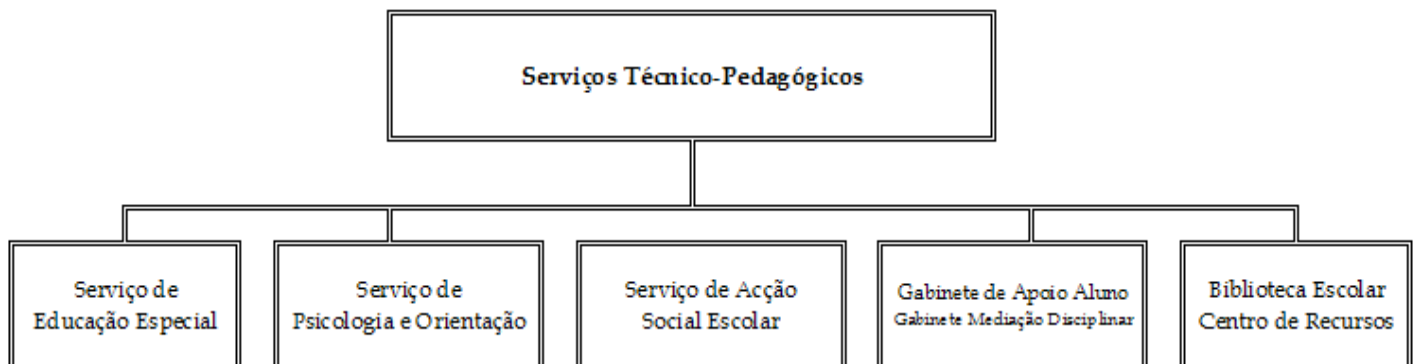 Serviços Técnico-Pedagógicos
Serviço de
Educação Especial
Serviço de
Psicologia e Orientação
Serviço de Acção
Social Escolar
Gabinete de Apoio Aluno
Gabinete Mediação Disciplinar
Biblioteca Escolar
Centro de Recursos